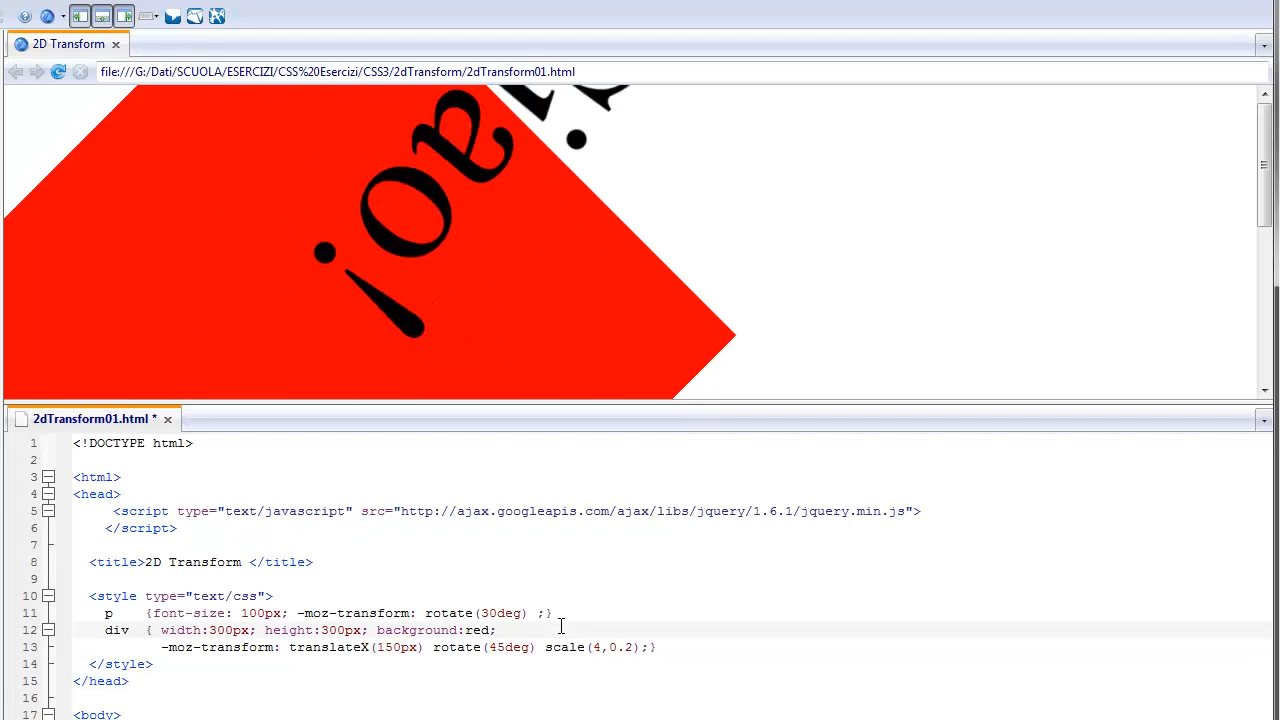 2D Transform
file:///G:/Dati/SCUOLA/ESERCIZI/CSS%20Esercizi/CSS3/2dTransform/2dTransform01.html
ao!
2dTransform01.html *
1 <!DOCTYPE html>
2
3 <html>
4 <head>
5 <script type="text/javascript" src="http://ajax.googleapis.com/ajax/libs/jquery/1.6.1/jquery.min.js">
6 </script>
7
8 <title>2D Transform </title>
9
10 <style type="text/css">
11 p {font-size: 100px; -moz-transform: rotate(30deg) ;}
12 div { width:300px; height:300px; background:red;
13 -moz-transform: translateX(150px) rotate(45deg) scale(4,0.2);}
14 </style>
15 </head>
16
17 <body>